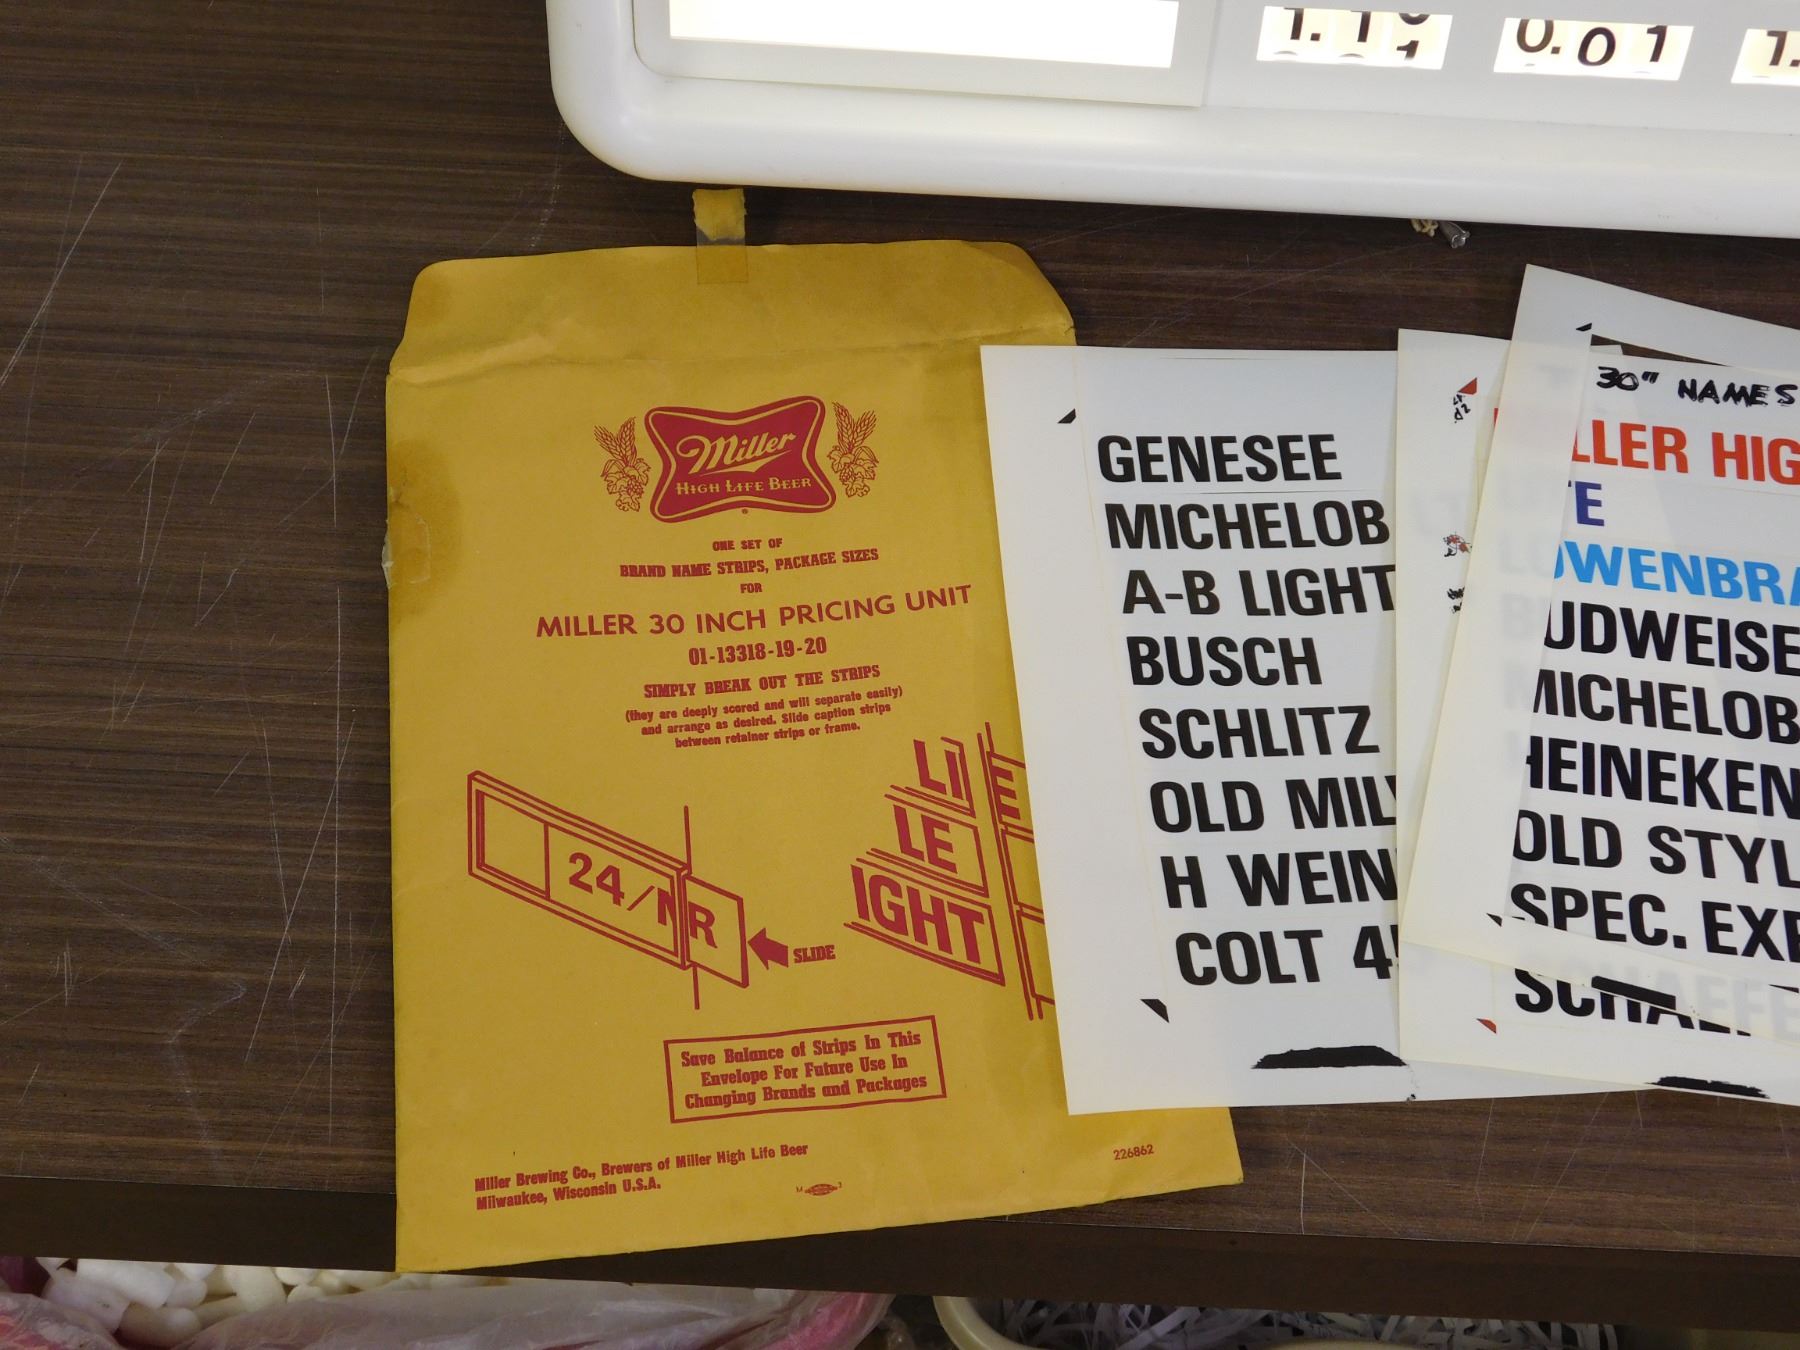 0.01
Miller
HIGH LIFE BEER
ONE SET OF
BRAND NAME STRIPS, PACKAGE SIZES
FOR
MILLER 30 INCH PRICING UNIT
01-13318-19-20
SIMPLY BREAK OUT THE STRIPS
(they are deeply scored and will separate easily)
and arrange as desired. Slide caption strips
between retainer strips or frame.
24/NR
SLIDE
LE
IGHT
Save Balance of Strips In This
Envelope For Future Use In
Changing Brands and Packages
Miller Brewing Co., Brewers of Miller High Life Beer
Milwaukee, Wisconsin U.S.A.
226862
GENESEE
MICHELOB
A-B LIGHT
BUSCH
SCHLITZ
OLD MIL
H WEIN
COLT 45
30" NAMES
LLER HIG
TE
OWENBRA
UDWEISE
MICHELOB
HEINEKEN
OLD STYL
SPEC. EXP
SCHAEFE